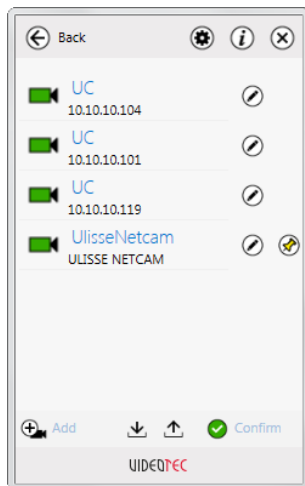 Back
UC
10.10.10.104
UC
10.10.10.101
UC
10.10.10.119
UlisseNetcam
ULISSE NETCAM
Add Confirm
VIDEOTEC